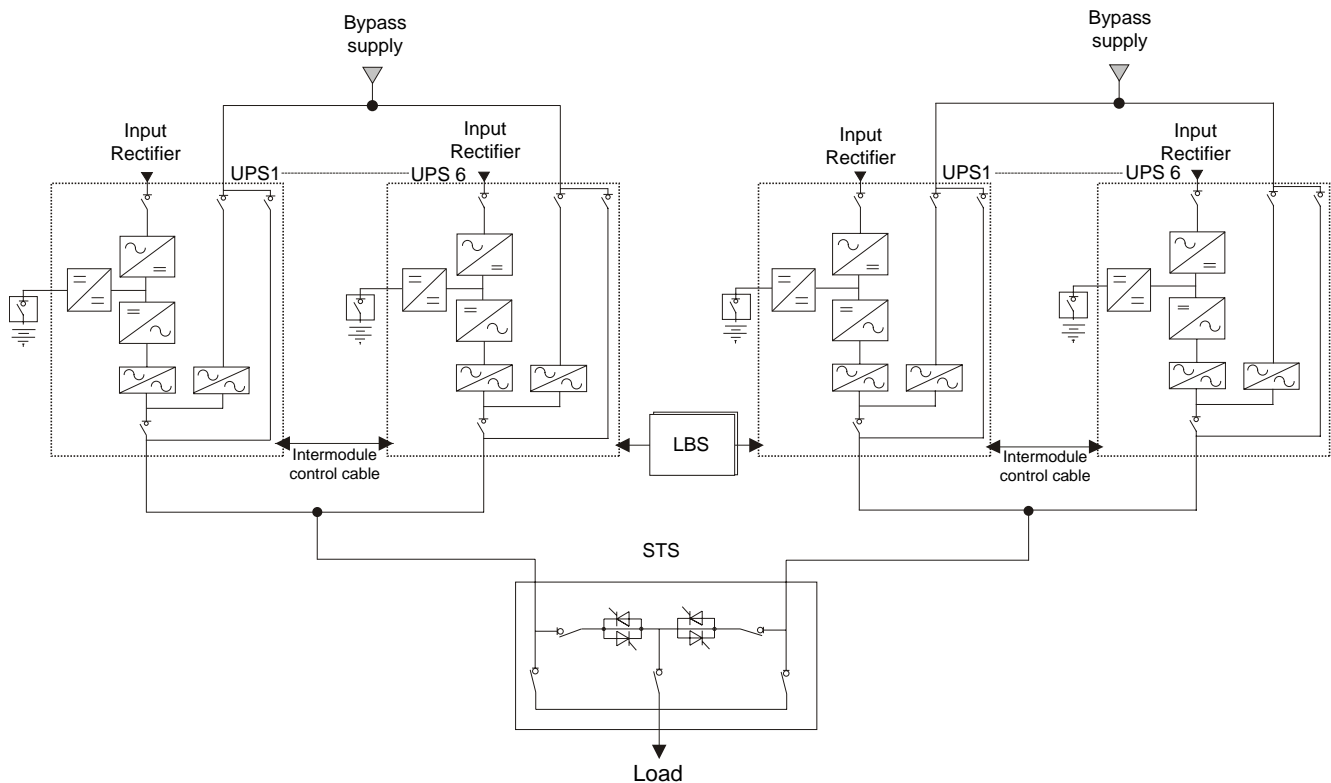 Bypass
supply
Bypass
supply
Input
Rectifier
Input
Rectifier
UPS1
UPS 6
Input
Rectifier
Input
Rectifier
UPS1
UPS 6
Intermodule
control cable
LBS
Intermodule
control cable
STS
Load